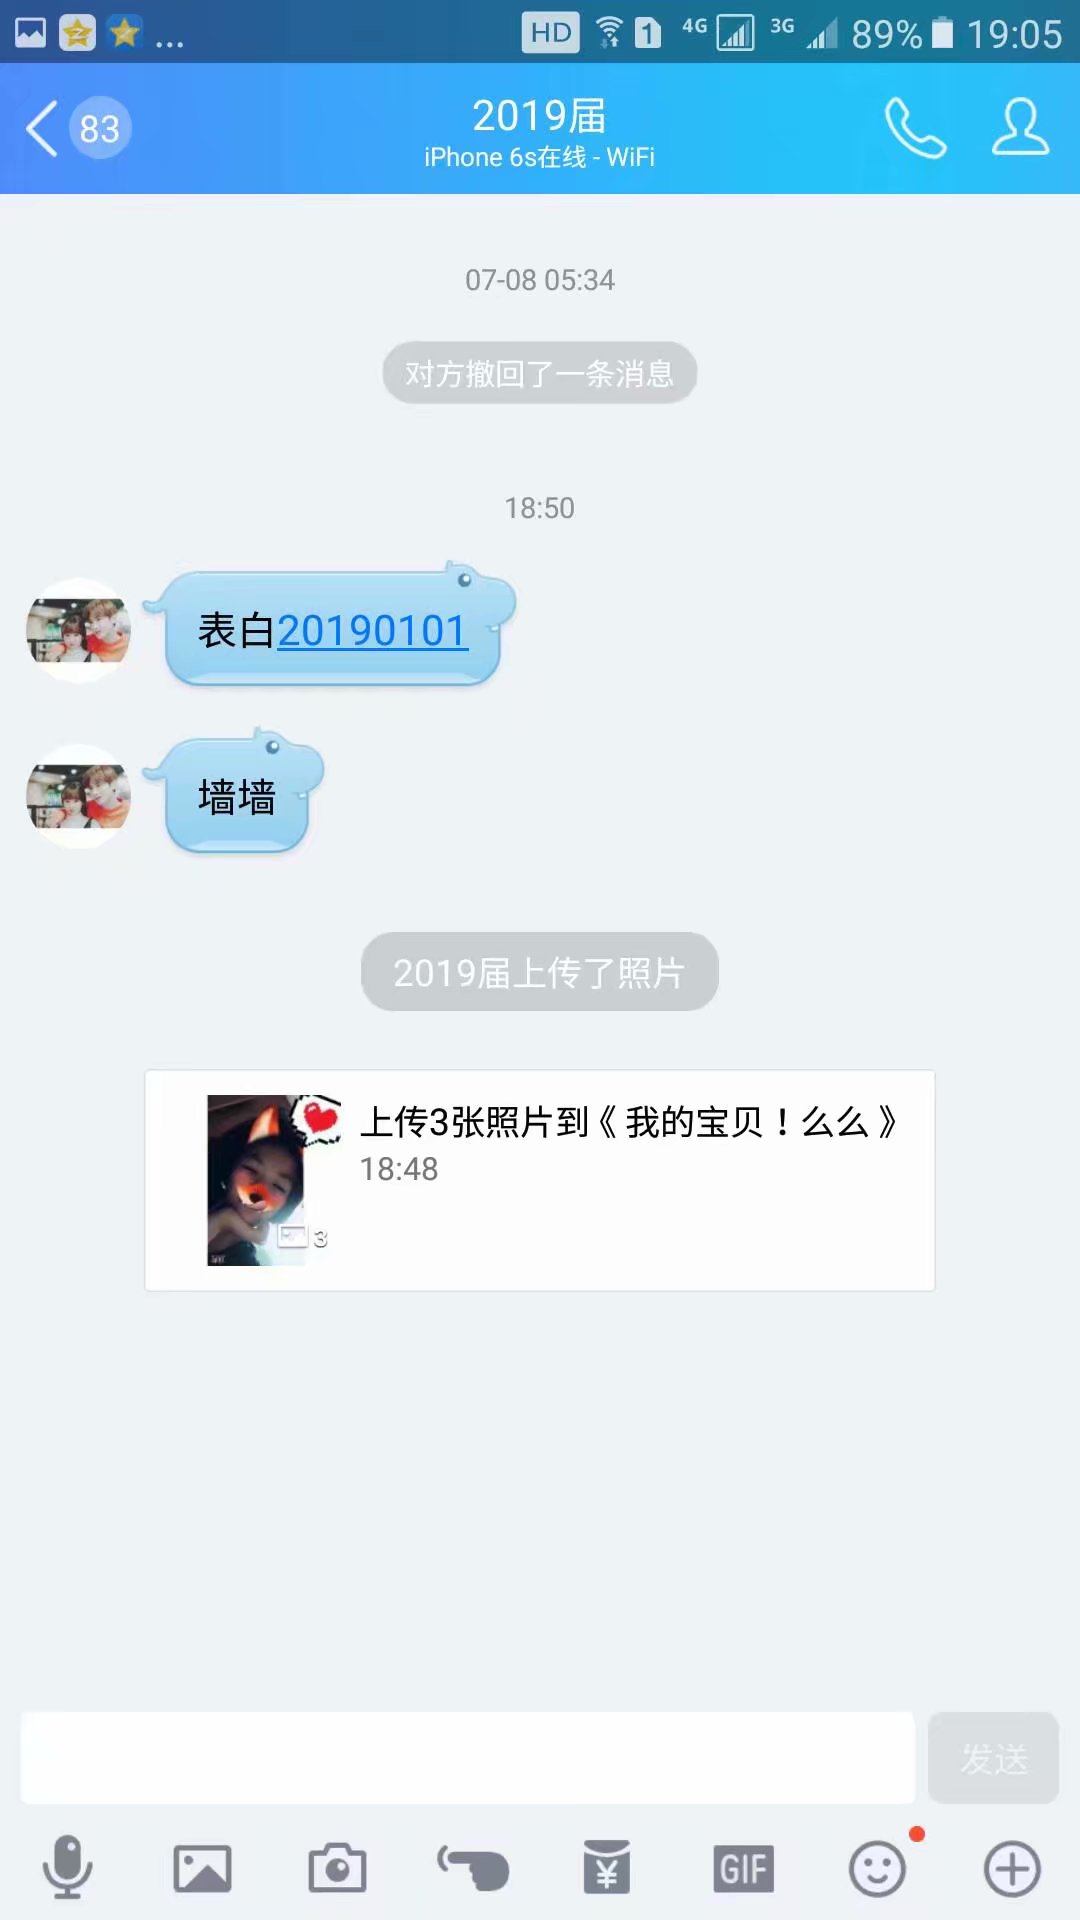 ... HD 1 4G 3G 89% 19:05
83
2019届
iPhone 6s在线 - WiFi
07-08 05:34
对方撤回了一条消息
18:50
表白20190101
墙墙
2019届上传了照片
上传3张照片到《我的宝贝！么么》
18:48
3
发送
¥
GIF